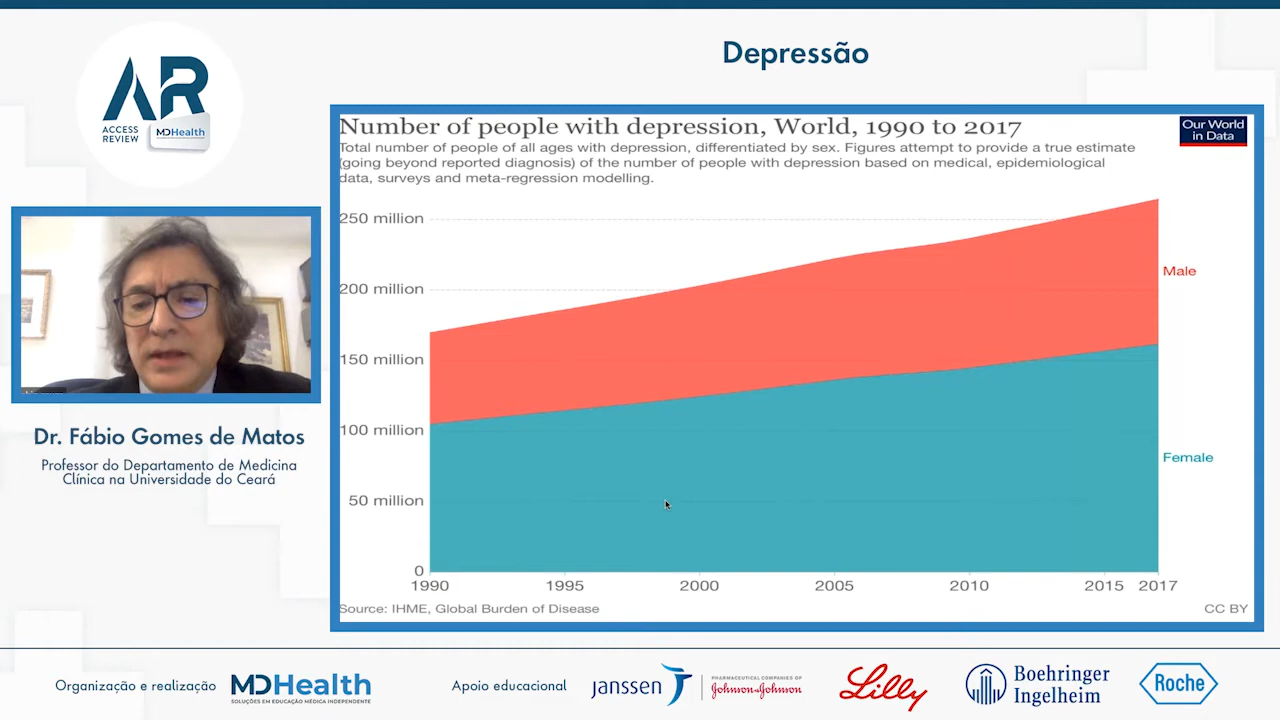 Depressão
AR
ACCESS
REVIEW
MDHealth
Number of people with depression, World, 1990 to 2017
Our World
in Data
Total number of people of all ages with depression, differentiated by sex. Figures attempt to provide a true estimate
(going beyond reported diagnosis) of the number of people with depression based on medical, epidemiological
data, surveys and meta-regression modelling.
250 million
200 million
150 million
100 million
50 million
0
Male
Female
1990
1995
2000
2005
2010
2015
2017
Source: IHME, Global Burden of Disease
CC BY
Dr. Fábio Gomes de Matos
Professor do Departamento de Medicina
Clínica na Universidade do Ceará
Organização e realização
MDHealth
SOLUÇÕES EM EDUCAÇÃO MÉDICA INDEPENDENTE
Apoio educacional
janssen
PHARMACEUTICAL COMPANIES OF
Johnson & Johnson
Lilly
Boehringer
Ingelheim
Roche